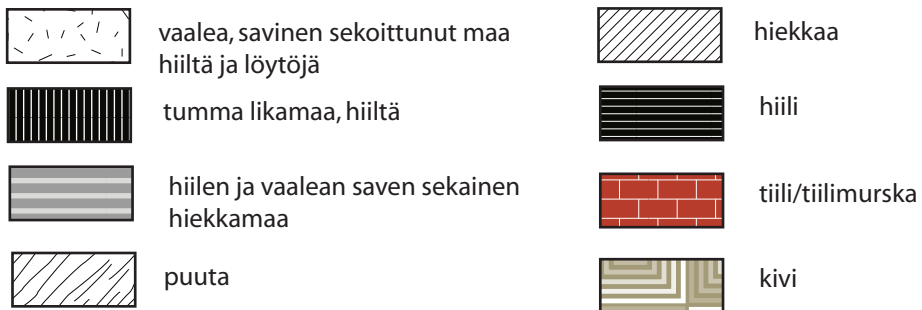 vaalea, savinen sekoittunut maa
hiiltä ja löytöjä
tumma likamaa, hiiltä
hiilen ja vaalean saven sekainen
hiekkamaa
puuta
hiekkaa
hiili
tiili/tiilimurska
kivi